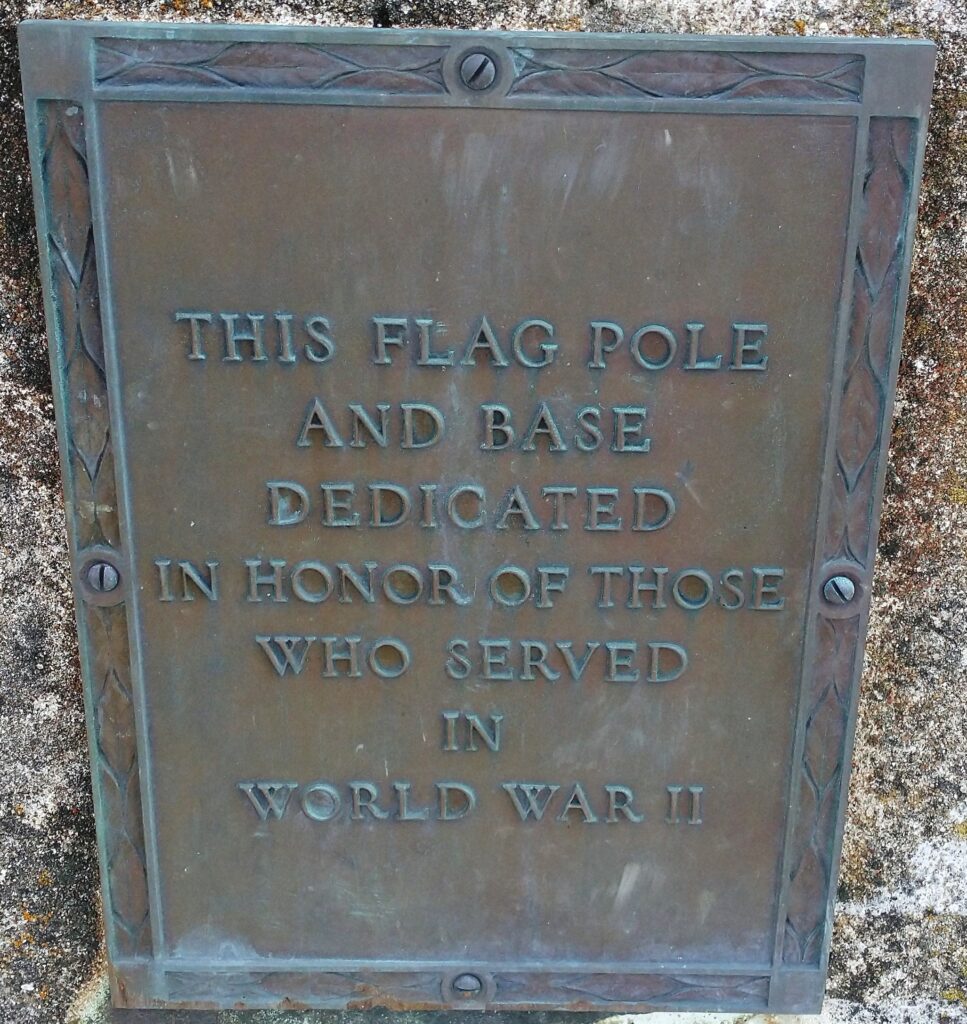 THIS FLAG POLE
AND BASE
DEDICATED
IN HONOR OF THOSE
WHO SERVED
IN
WORLD WAR II